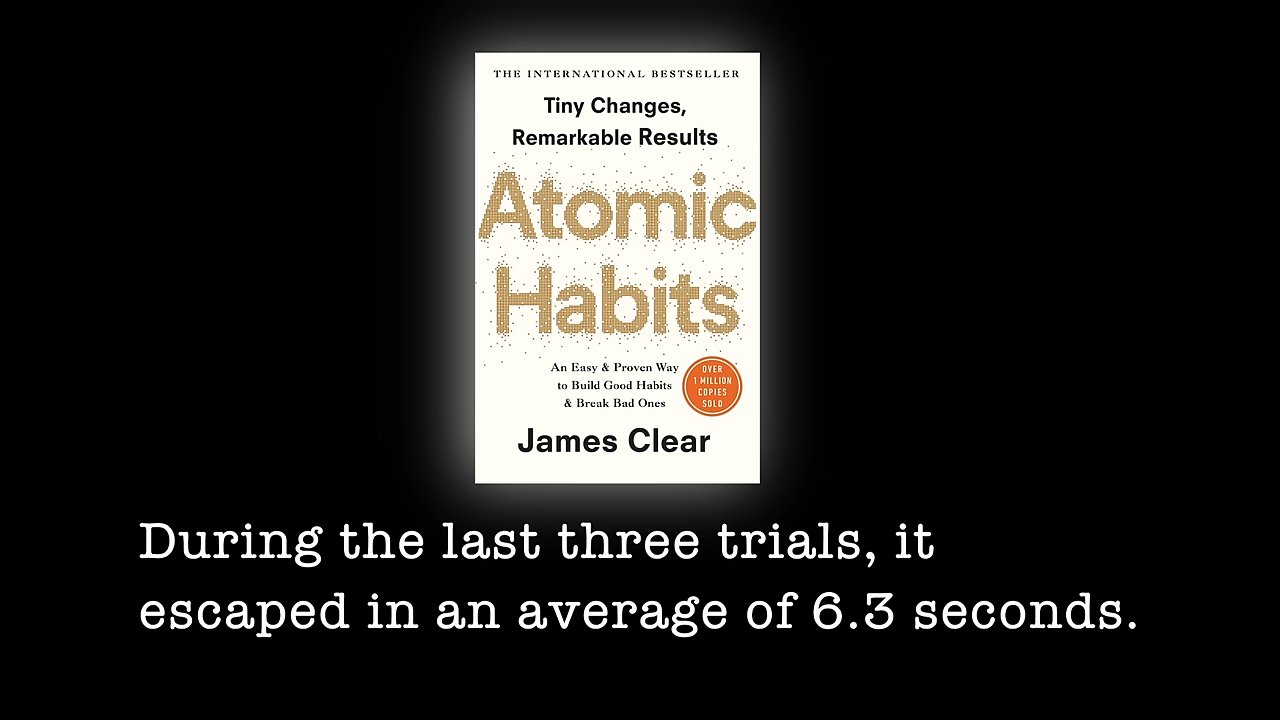 THE INTERNATIONAL BESTSELLER
Tiny Changes,
Remarkable Results
Atomic
Habits
An Easy & Proven Way
to Build Good Habits
& Break Bad Ones
OVER
1 MILLION
COPIES
SOLD
James Clear
During the last three trials, it
escaped in an average of 6.3 seconds.